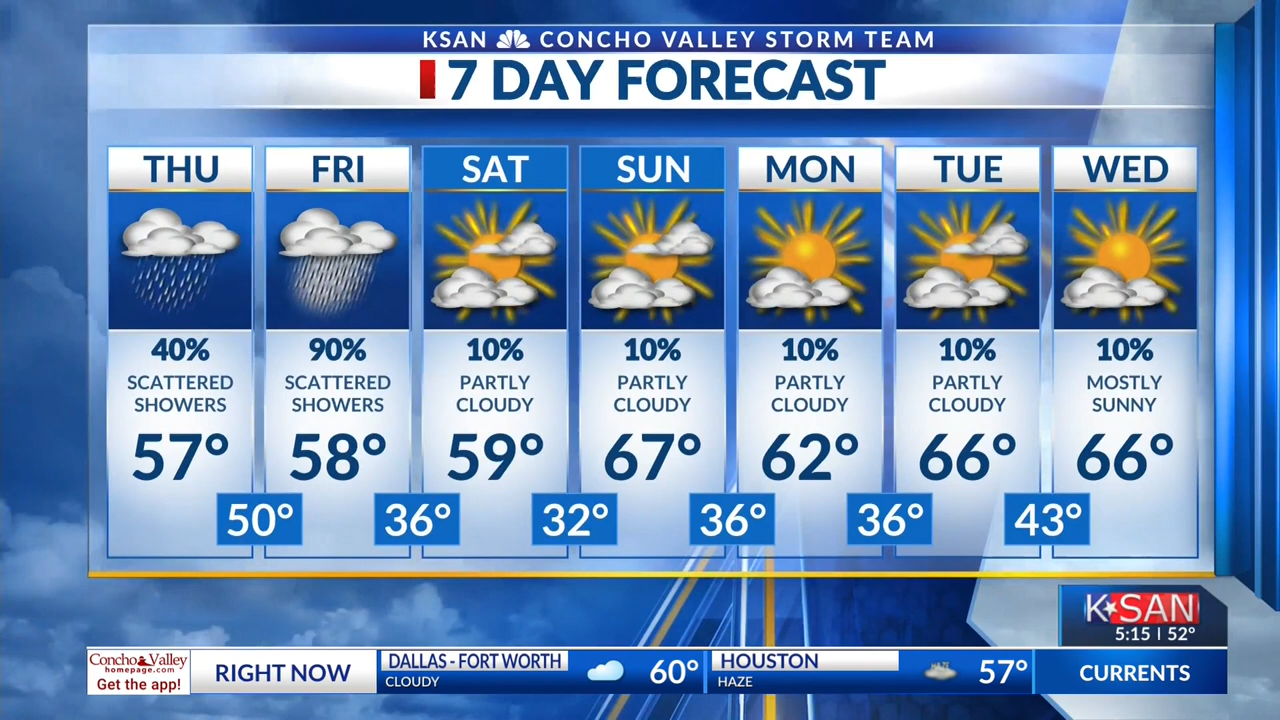 KSAN CONCHO VALLEY STORM TEAM
7 DAY FORECAST
THU FRI SAT SUN MON TUE WED
40% 90% 10% 10% 10% 10% 10%
SCATTERED SCATTERED PARTLY PARTLY PARTLY PARTLY MOSTLY
SHOWERS SHOWERS CLOUDY CLOUDY CLOUDY CLOUDY SUNNY
57° 58° 59° 67° 62° 66° 66°
50° 36° 32° 36° 36° 43°
K★SAN
5:15 | 52°
Concho Valley
homepage.com
Get the app!
RIGHT NOW
DALLAS - FORT WORTH
CLOUDY
60°
HOUSTON
HAZE
57°
CURRENTS